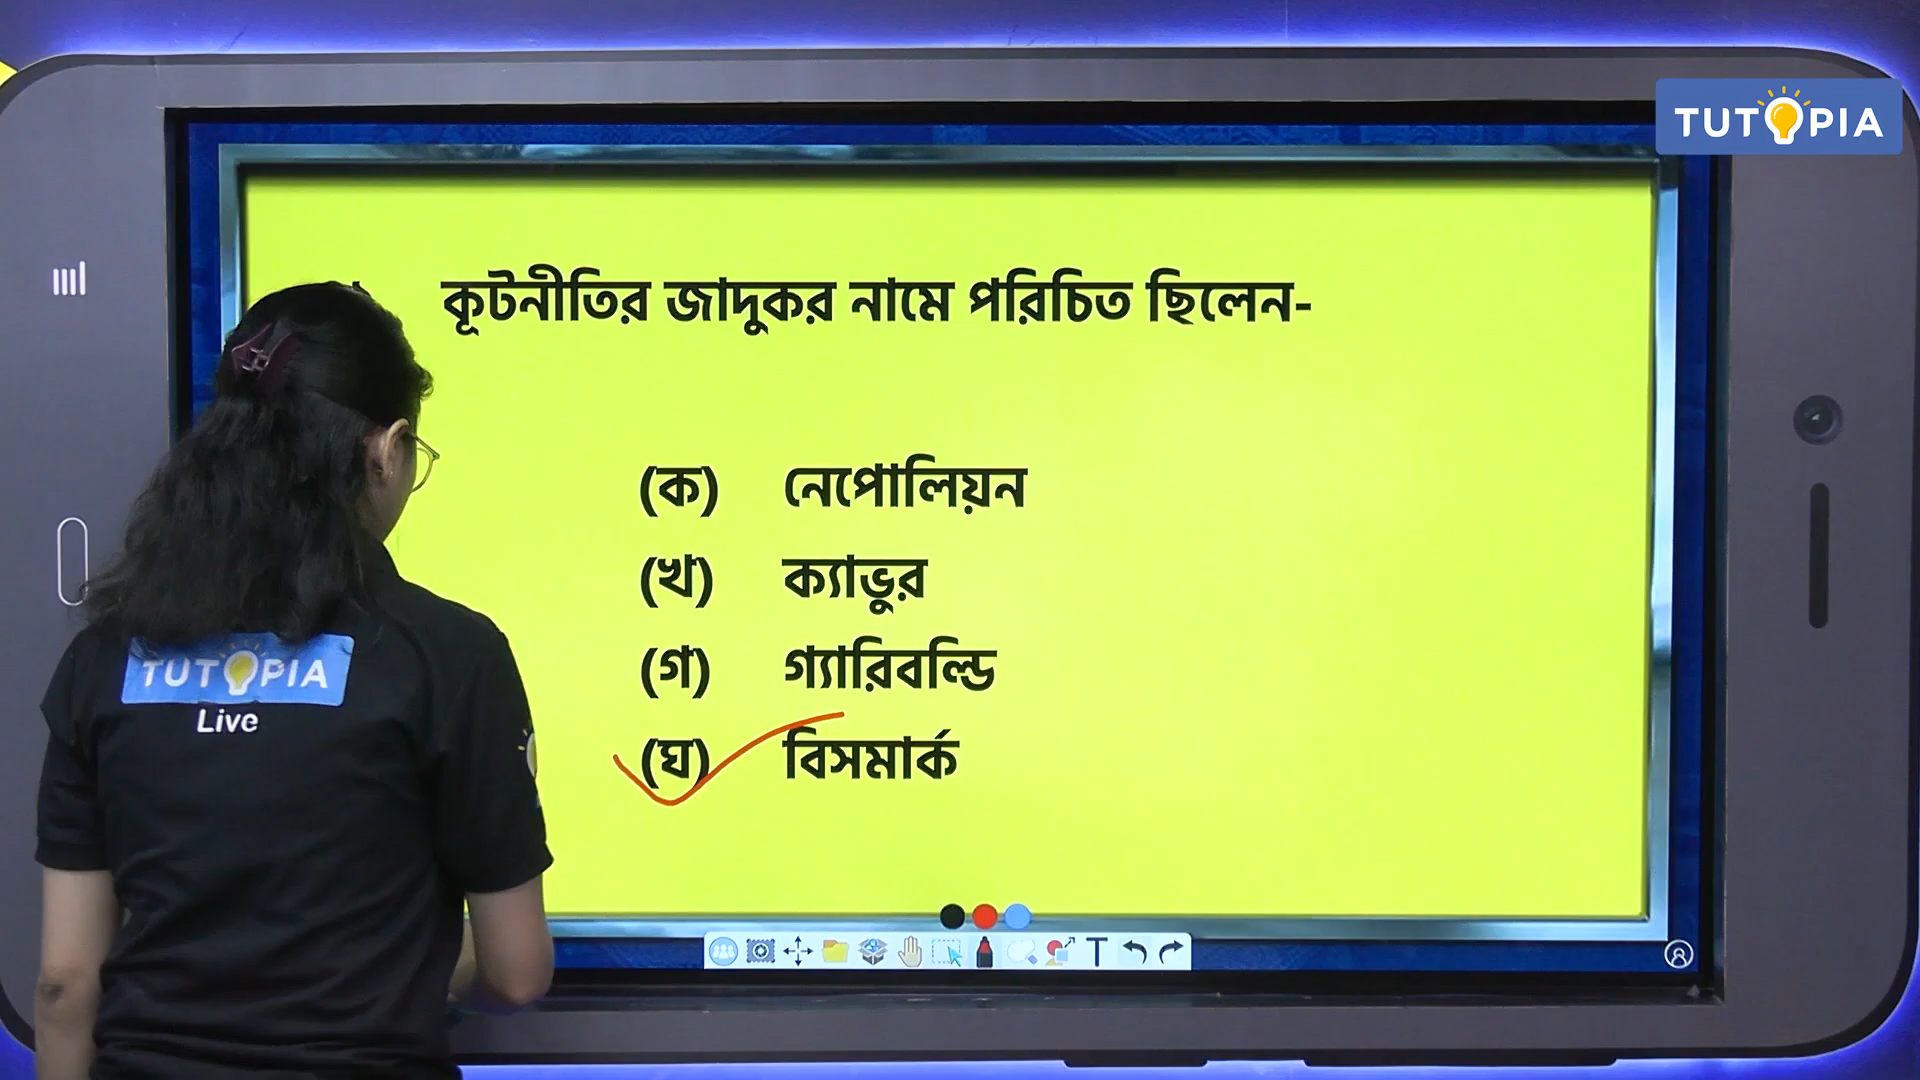 TUTOPIA
কূটনীতির জাদুকর নামে পরিচিত ছিলেন-
(ক) নেপোলিয়ন
(খ) ক্যাভুর
(গ) গ্যারিবল্ডি
(ঘ) বিসমার্ক
TUTOPIA
Live
T